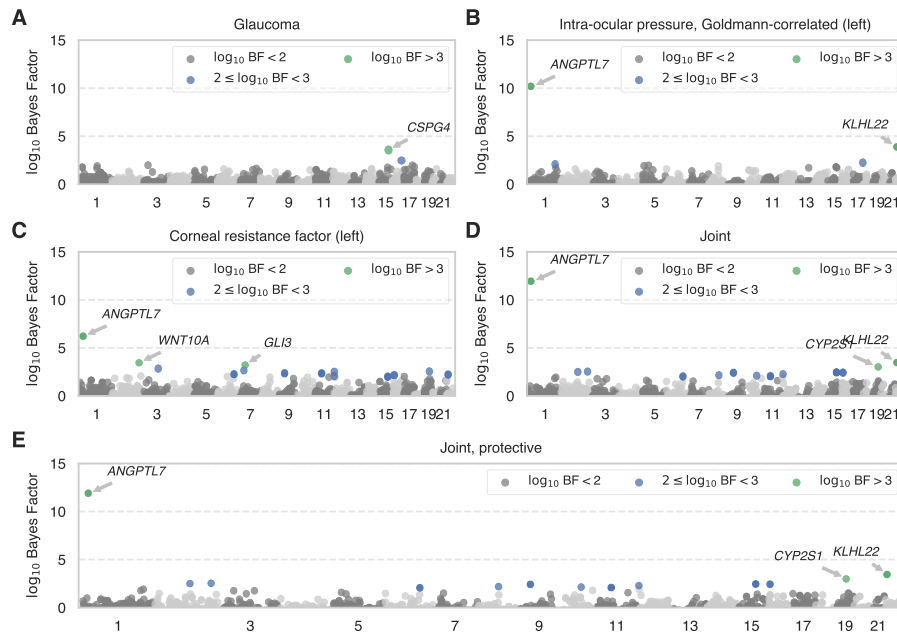 A
Glaucoma
log10 Bayes Factor
15
10
5
0
log10 BF < 2
2 ≤ log10 BF < 3
log10 BF > 3
CSPG4
1 3 5 7 9 11 13 15 17 19 21
B
Intra-ocular pressure, Goldmann-correlated (left)
log10 Bayes Factor
15
10
5
0
log10 BF < 2
2 ≤ log10 BF < 3
log10 BF > 3
ANGPTL7
KLHL22
1 3 5 7 9 11 13 15 17 19 21
C
Corneal resistance factor (left)
log10 Bayes Factor
15
10
5
0
log10 BF < 2
2 ≤ log10 BF < 3
log10 BF > 3
ANGPTL7
WNT10A
GLI3
1 3 5 7 9 11 13 15 17 19 21
D
Joint
log10 Bayes Factor
15
10
5
0
log10 BF < 2
2 ≤ log10 BF < 3
log10 BF > 3
ANGPTL7
CYP2S1
KLHL22
1 3 5 7 9 11 13 15 17 19 21
E
Joint, protective
log10 Bayes Factor
15
10
5
0
log10 BF < 2
2 ≤ log10 BF < 3
log10 BF > 3
ANGPTL7
CYP2S1
KLHL22
1 3 5 7 9 11 13 15 17 19 21